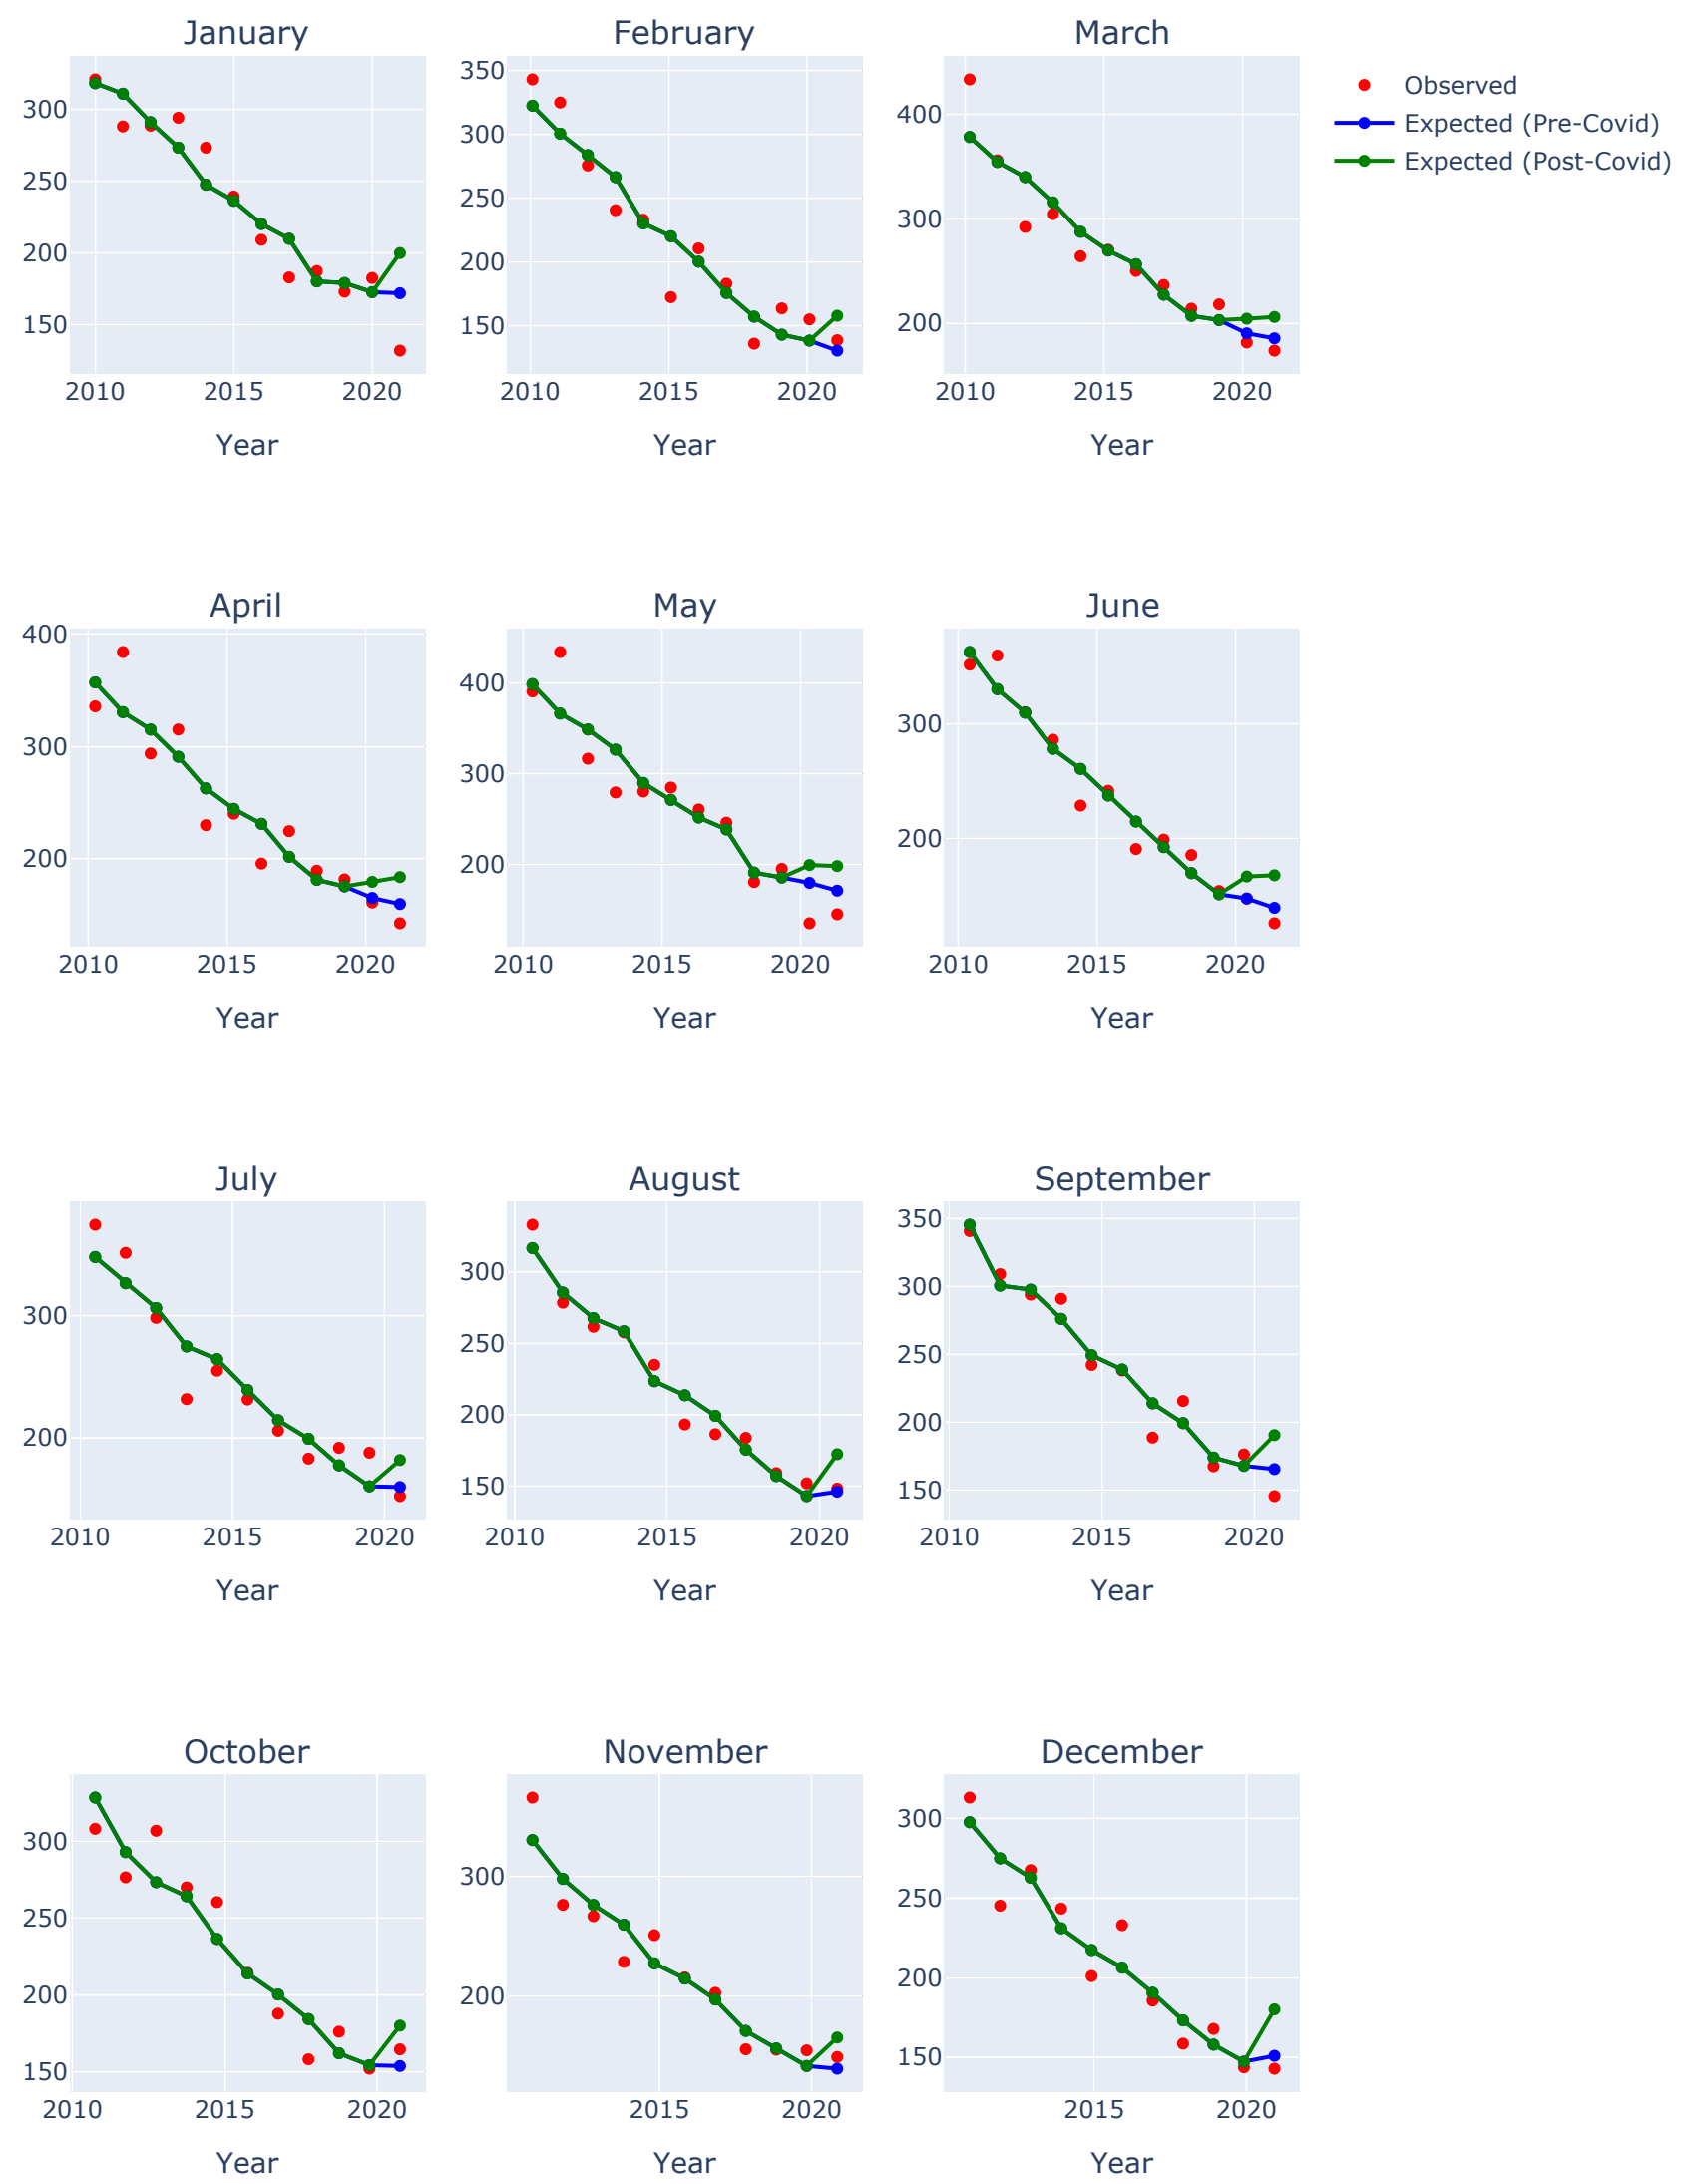 January
February
March
300
250
200
150
2010
2015
2020
Year
350
300
250
200
150
2010
2015
2020
Year
400
300
200
2010
2015
2020
Year
Observed
Expected (Pre-Covid)
Expected (Post-Covid)
April
May
June
400
300
200
2010
2015
2020
Year
400
300
200
2010
2015
2020
Year
300
200
2010
2015
2020
Year
July
August
September
300
200
2010
2015
2020
Year
300
250
200
150
2010
2015
2020
Year
350
300
250
200
150
2010
2015
2020
Year
October
November
December
300
250
200
150
2010
2015
2020
Year
300
200
2015
2020
Year
300
250
200
150
2015
2020
Year